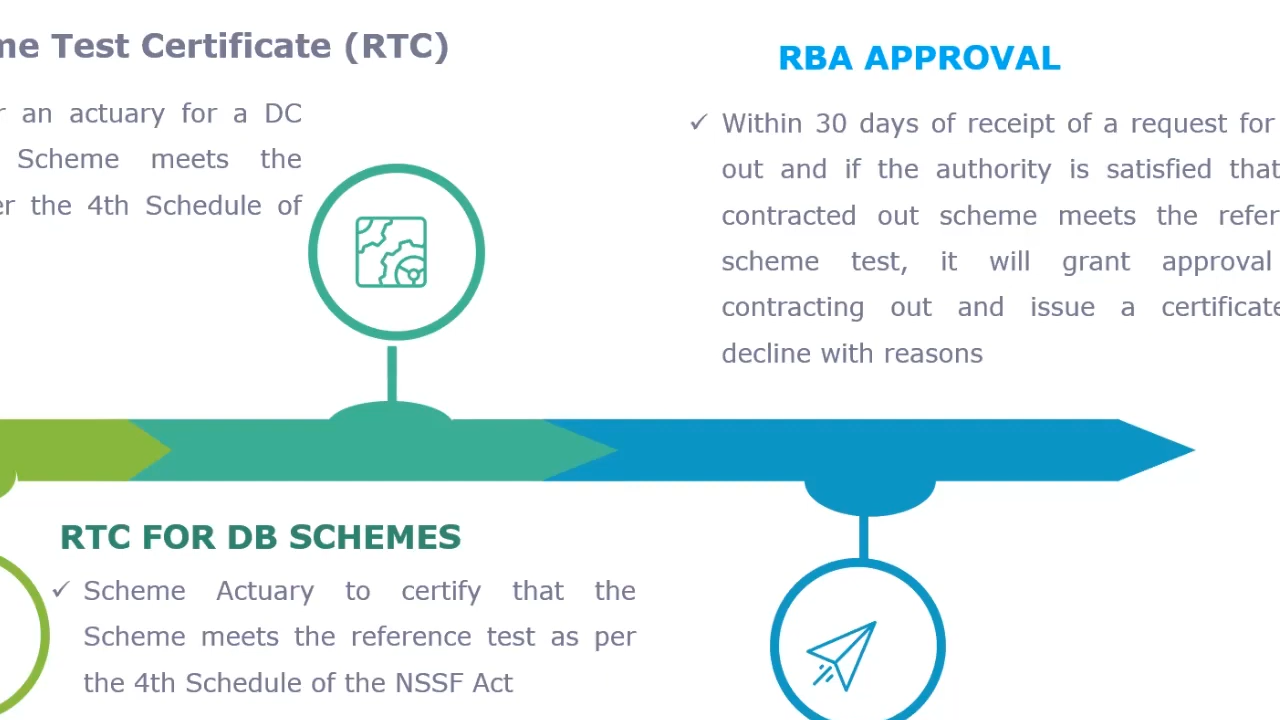 me Test Certificate (RTC)
r an actuary for a DC
Scheme meets the
er the 4th Schedule of
RBA APPROVAL
✓ Within 30 days of receipt of a request for
out and if the authority is satisfied that
contracted out scheme meets the refer
scheme test, it will grant approval
contracting out and issue a certificate
decline with reasons
RTC FOR DB SCHEMES
✓ Scheme Actuary to certify that the
Scheme meets the reference test as per
the 4th Schedule of the NSSF Act